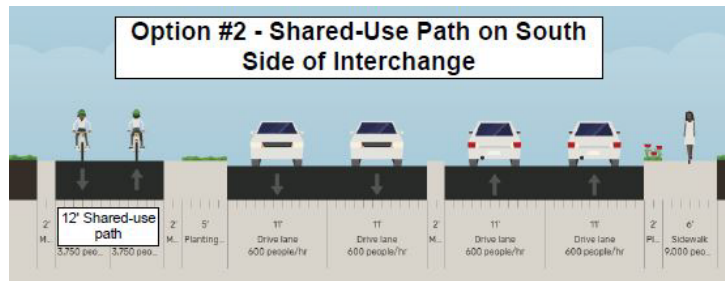 Option #2 - Shared-Use Path on South
Side of Interchange
2' 2' 5' 11' 11' 2' 11' 11' 2' 6'
M... 12' Shared-use M... Planting... Drive lane Drive lane M... Drive lane Drive lane Pl... Sidewalk
path
3,750 peo... 3,750 peo... 600 people/hr 600 people/hr 600 people/hr 600 people/hr 9,000 peo...